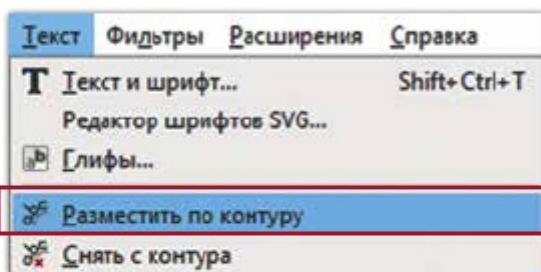 Текст Фильтры Расширения Справка
Текст и шрифт... Shift+Ctrl+T
Редактор шрифтов SVG...
Глифы...
Разместить по контуру
Снять с контура